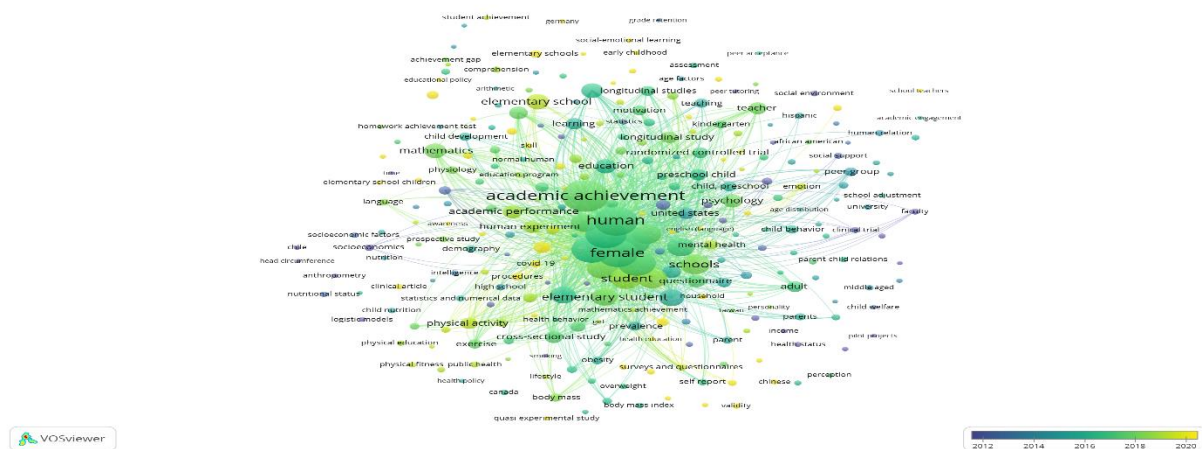 student achievement
germany
grade retention
social-emotional learning
elementary schools
early childhood
peer acceptance
achievement gap
comprehension
assessment
educational policy
age factors
arithmetic
longitudinal studies
peer tutoring
social environment
school teachers
elementary school
motivation
teaching
teacher
homework
achievement test
learning
statistics
kindergarten
hispanic
academic engagement
child development
skill
longitudinal study
human relation
mathematics
normal human
randomized controlled trial
african american
social support
physiology
education program
education
preschool child
peer group
elementary school children
language
academic achievement
child, preschool
emotion
school adjustment
psychology
university
academic performance
human
united states
age distribution
faculty
socioeconomic factors
awareness
human experiment
english (language)
child behavior
clinical trial
chile
socioeconomics
prospective study
demography
female
mental health
parent child relations
head circumference
nutrition
covid-19
schools
anthropometry
intelligence
procedures
student
questionnaire
adult
middle aged
nutritional status
clinical article
high school
elementary student
household
child nutrition
statistics and numerical data
personality
child welfare
logistic models
health behavior
mathematics achievement
taiwan
parents
physical activity
girl
prevalence
income
print projects
physical education
exercise
cross-sectional study
health education
parent
health status
smoking
obesity
physical fitness
public health
surveys and questionnaires
health policy
lifestyle
overweight
self report
chinese
perception
canada
body mass
body mass index
validity
quasi experimental study
VOSviewer
2012 2014 2016 2018 2020